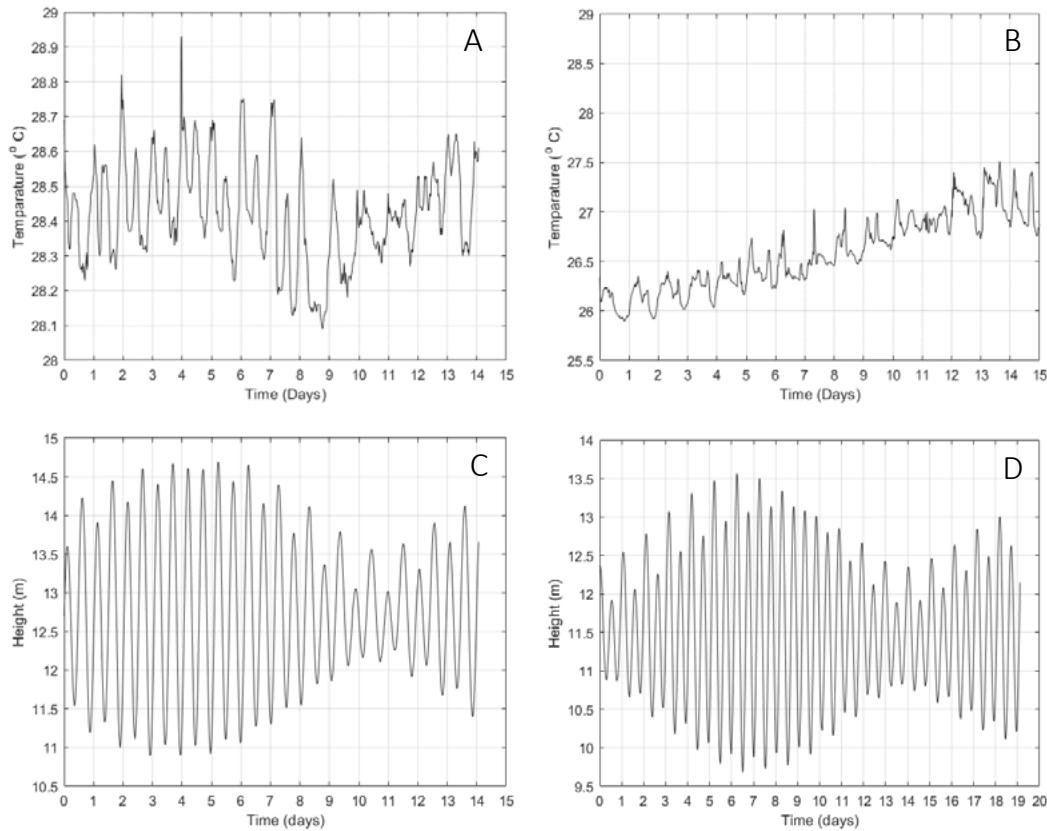 A
29
28.9
28.8
28.7
28.6
28.5
28.4
28.3
28.2
28.1
28
Temparature (⁰ C)
0 1 2 3 4 5 6 7 8 9 10 11 12 13 14 15
Time (Days)
B
29
28.5
28
27.5
27
26.5
26
25.5
Temparature (⁰ C)
0 1 2 3 4 5 6 7 8 9 10 11 12 13 14 15
Time (Days)
C
15
14.5
14
13.5
13
12.5
12
11.5
11
10.5
Height (m)
0 1 2 3 4 5 6 7 8 9 10 11 12 13 14 15
Time (days)
D
14
13.5
13
12.5
12
11.5
11
10.5
10
9.5
Height (m)
0 1 2 3 4 5 6 7 8 9 10 11 12 13 14 15 16 17 18 19 20
Time (days)